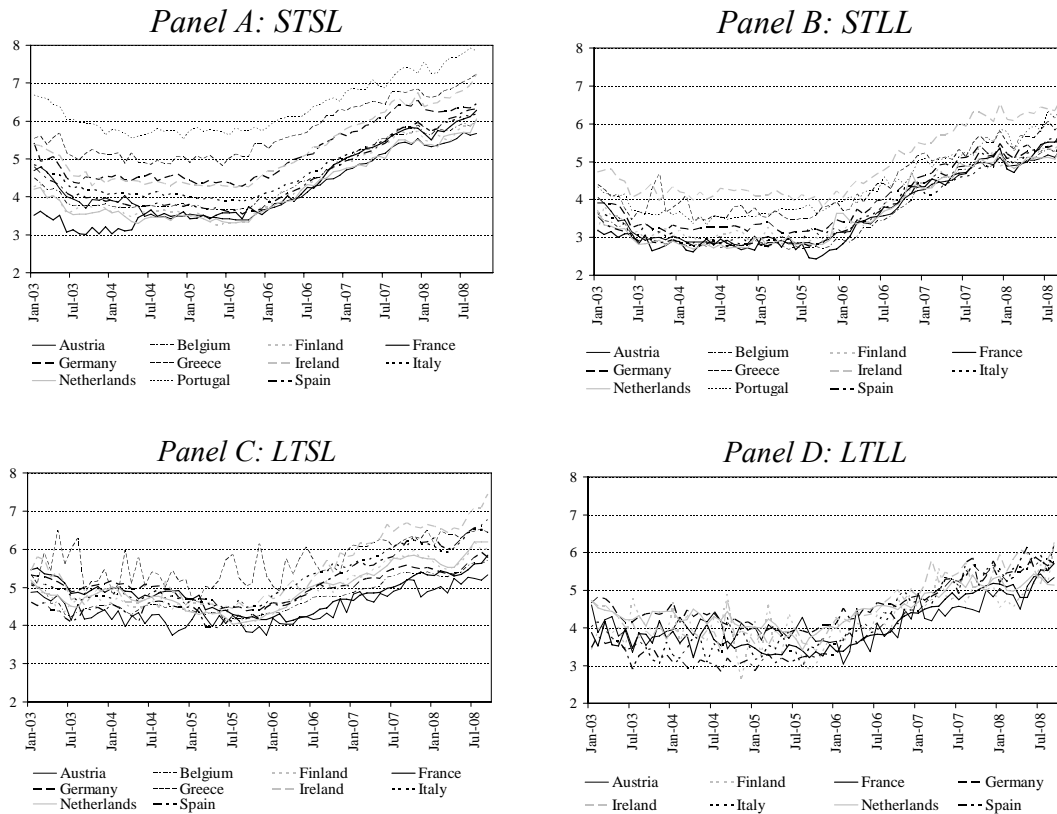 Panel A: STSL
8
7
6
5
4
3
2
Jan-03
Jul-03
Jan-04
Jul-04
Jan-05
Jul-05
Jan-06
Jul-06
Jan-07
Jul-07
Jan-08
Jul-08
Austria Belgium Finland France
Germany Greece Ireland Italy
Netherlands Portugal Spain
Panel B: STLL
8
7
6
5
4
3
2
Jan-03
Jul-03
Jan-04
Jul-04
Jan-05
Jul-05
Jan-06
Jul-06
Jan-07
Jul-07
Jan-08
Jul-08
Austria Belgium Finland France
Germany Greece Ireland Italy
Netherlands Portugal Spain
Panel C: LTSL
8
7
6
5
4
3
2
Jan-03
Jul-03
Jan-04
Jul-04
Jan-05
Jul-05
Jan-06
Jul-06
Jan-07
Jul-07
Jan-08
Jul-08
Austria Belgium Finland France
Germany Greece Ireland Italy
Netherlands Spain
Panel D: LTLL
8
7
6
5
4
3
2
Jan-03
Jul-03
Jan-04
Jul-04
Jan-05
Jul-05
Jan-06
Jul-06
Jan-07
Jul-07
Jan-08
Jul-08
Austria Finland France Germany
Ireland Italy Netherlands Spain